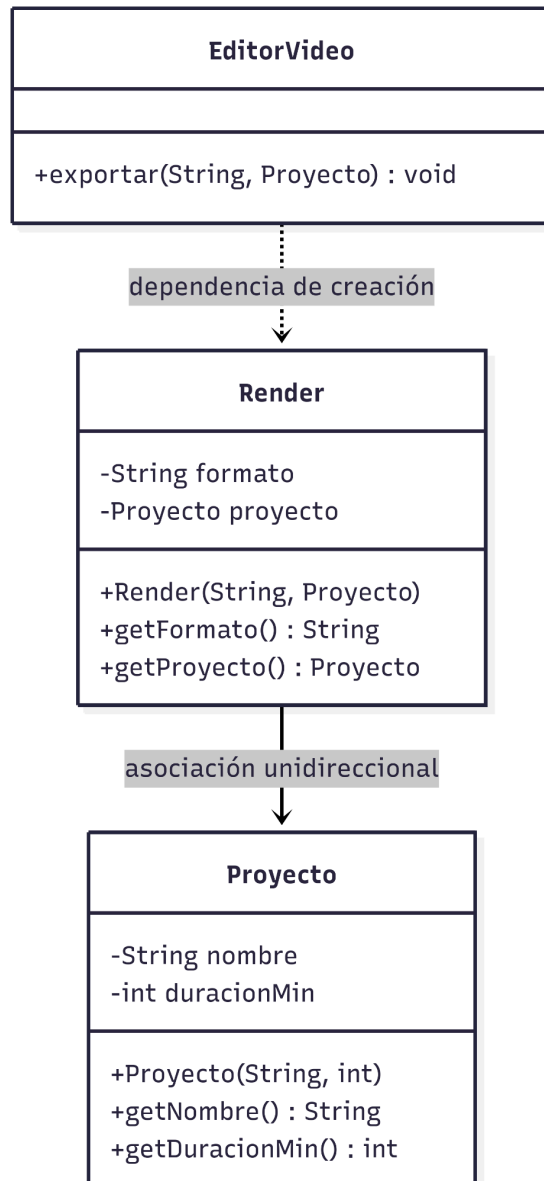 EditorVideo
+exportar(String, Proyecto) : void
dependencia de creación
Render
-String formato
-Proyecto proyecto
+Render(String, Proyecto)
+getFormato() : String
+getProyecto() : Proyecto
asociación unidireccional
Proyecto
-String nombre
-int duracionMin
+Proyecto(String, int)
+getNombre() : String
+getDuracionMin() : int